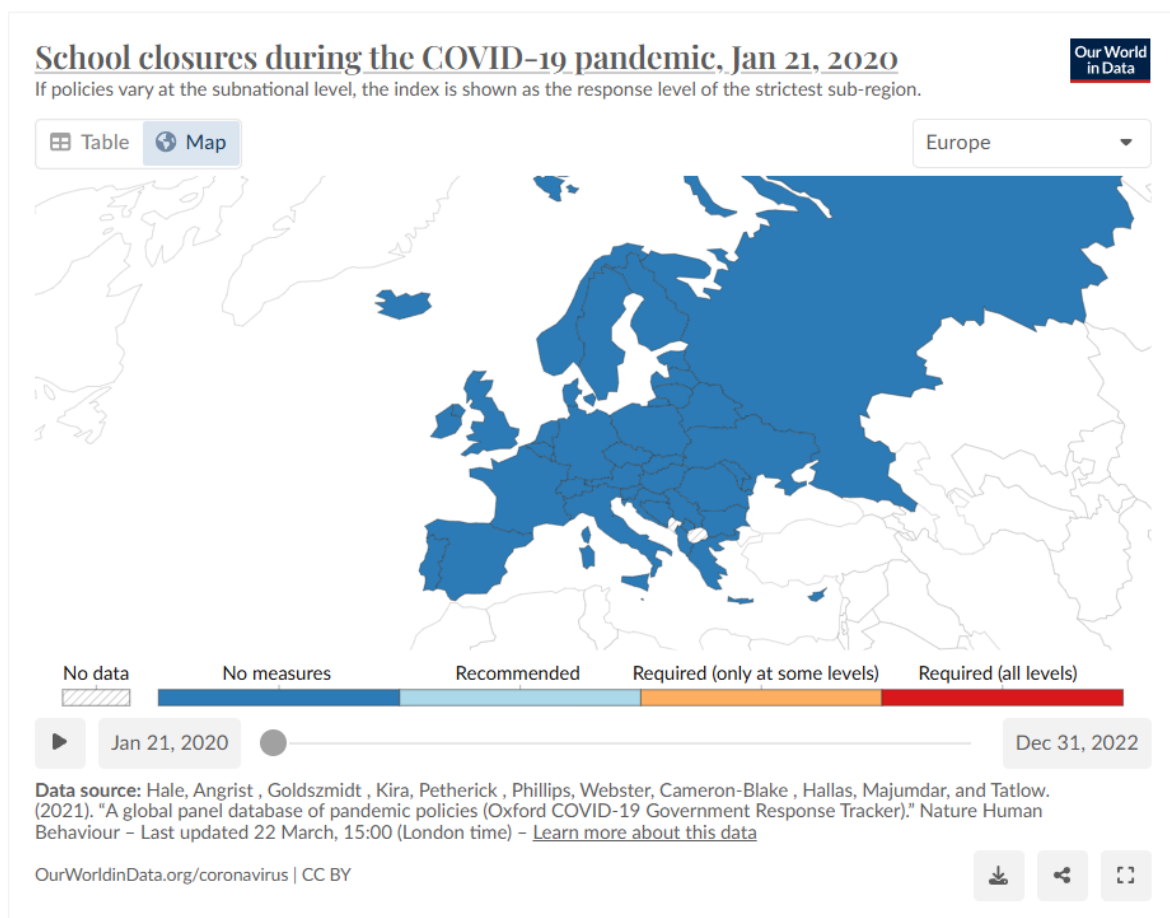 School closures during the COVID-19 pandemic, Jan 21, 2020
Our World
in Data
If policies vary at the subnational level, the index is shown as the response level of the strictest sub-region.
Table
Map
Europe
No data
No measures
Recommended
Required (only at some levels)
Required (all levels)
Jan 21, 2020
Dec 31, 2022
Data source: Hale, Angrist , Goldszmidt , Kira, Petherick , Phillips, Webster, Cameron-Blake , Hallas, Majumdar, and Tatlow.
(2021). “A global panel database of pandemic policies (Oxford COVID-19 Government Response Tracker).” Nature Human
Behaviour – Last updated 22 March, 15:00 (London time) – Learn more about this data
OurWorldinData.org/coronavirus | CC BY